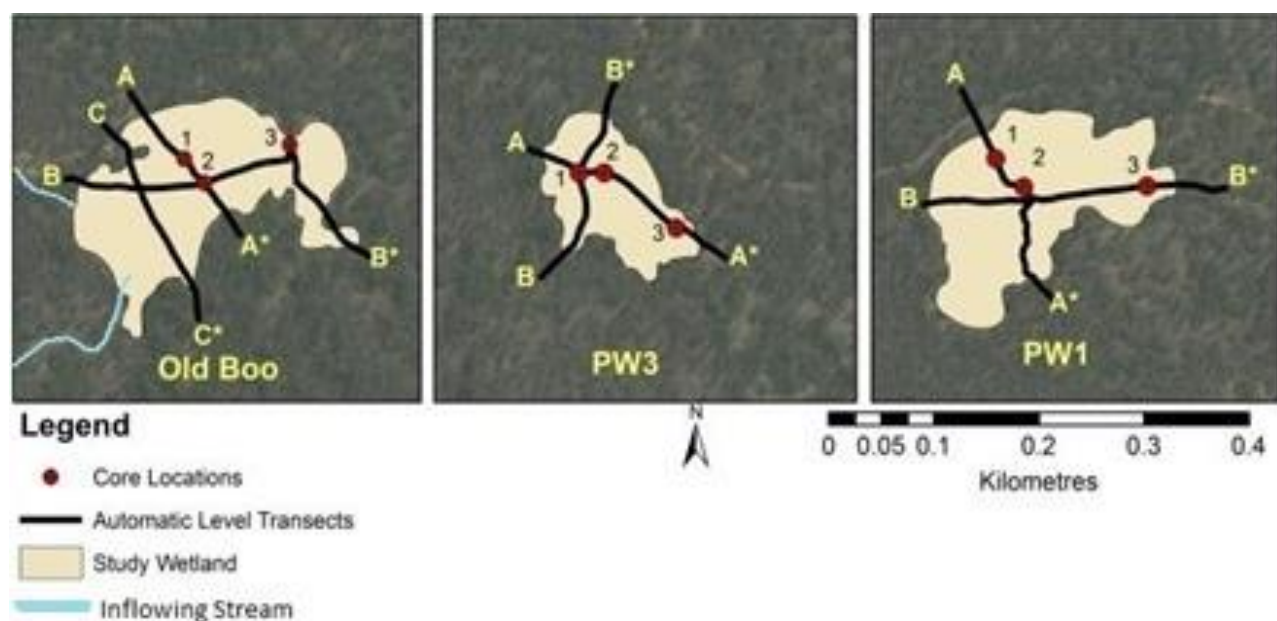 A
C
1
3
2
B
A*
B*
C*
Old Boo
B*
A
2
1
3
A*
B
PW3
A
1
2
3
B*
B
A*
PW1
Legend
Core Locations
Automatic Level Transects
Study Wetland
Inflowing Stream
N
0 0.05 0.1 0.2 0.3 0.4
Kilometres